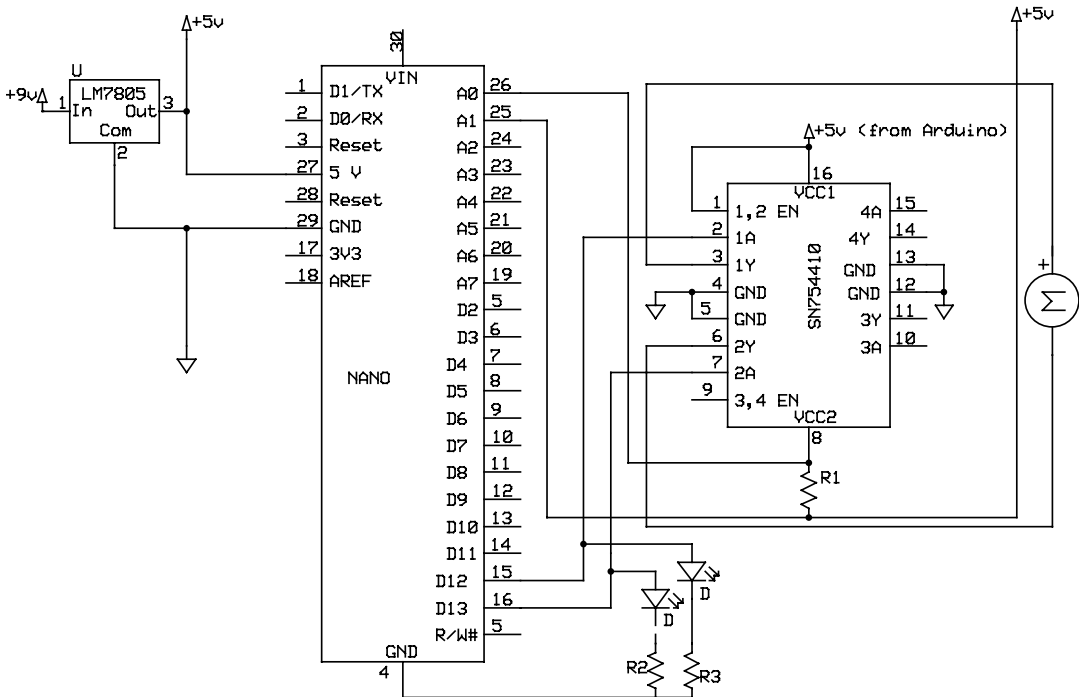 +5v
+5v
30
VIN
U
LM7805
+9v
1
In
Out
3
Com
2
1
D1/TX
2
D0/RX
3
Reset
27
5 V
28
Reset
29
GND
17
3V3
18
AREF
NANO
A0
26
A1
25
A2
24
A3
23
A4
22
A5
21
A6
20
A7
19
D2
5
D3
6
D4
7
D5
8
D6
9
D7
10
D8
11
D9
12
D10
13
D11
14
D12
15
D13
16
R/W#
5
GND
4
+5v (from Arduino)
16
VCC1
1
1,2 EN
2
1A
3
1Y
4
GND
5
GND
6
2Y
7
2A
9
3,4 EN
VCC2
8
SN754410
4A
15
4Y
14
GND
13
GND
12
3Y
11
3A
10
+
M
R1
D
D
R2
R3